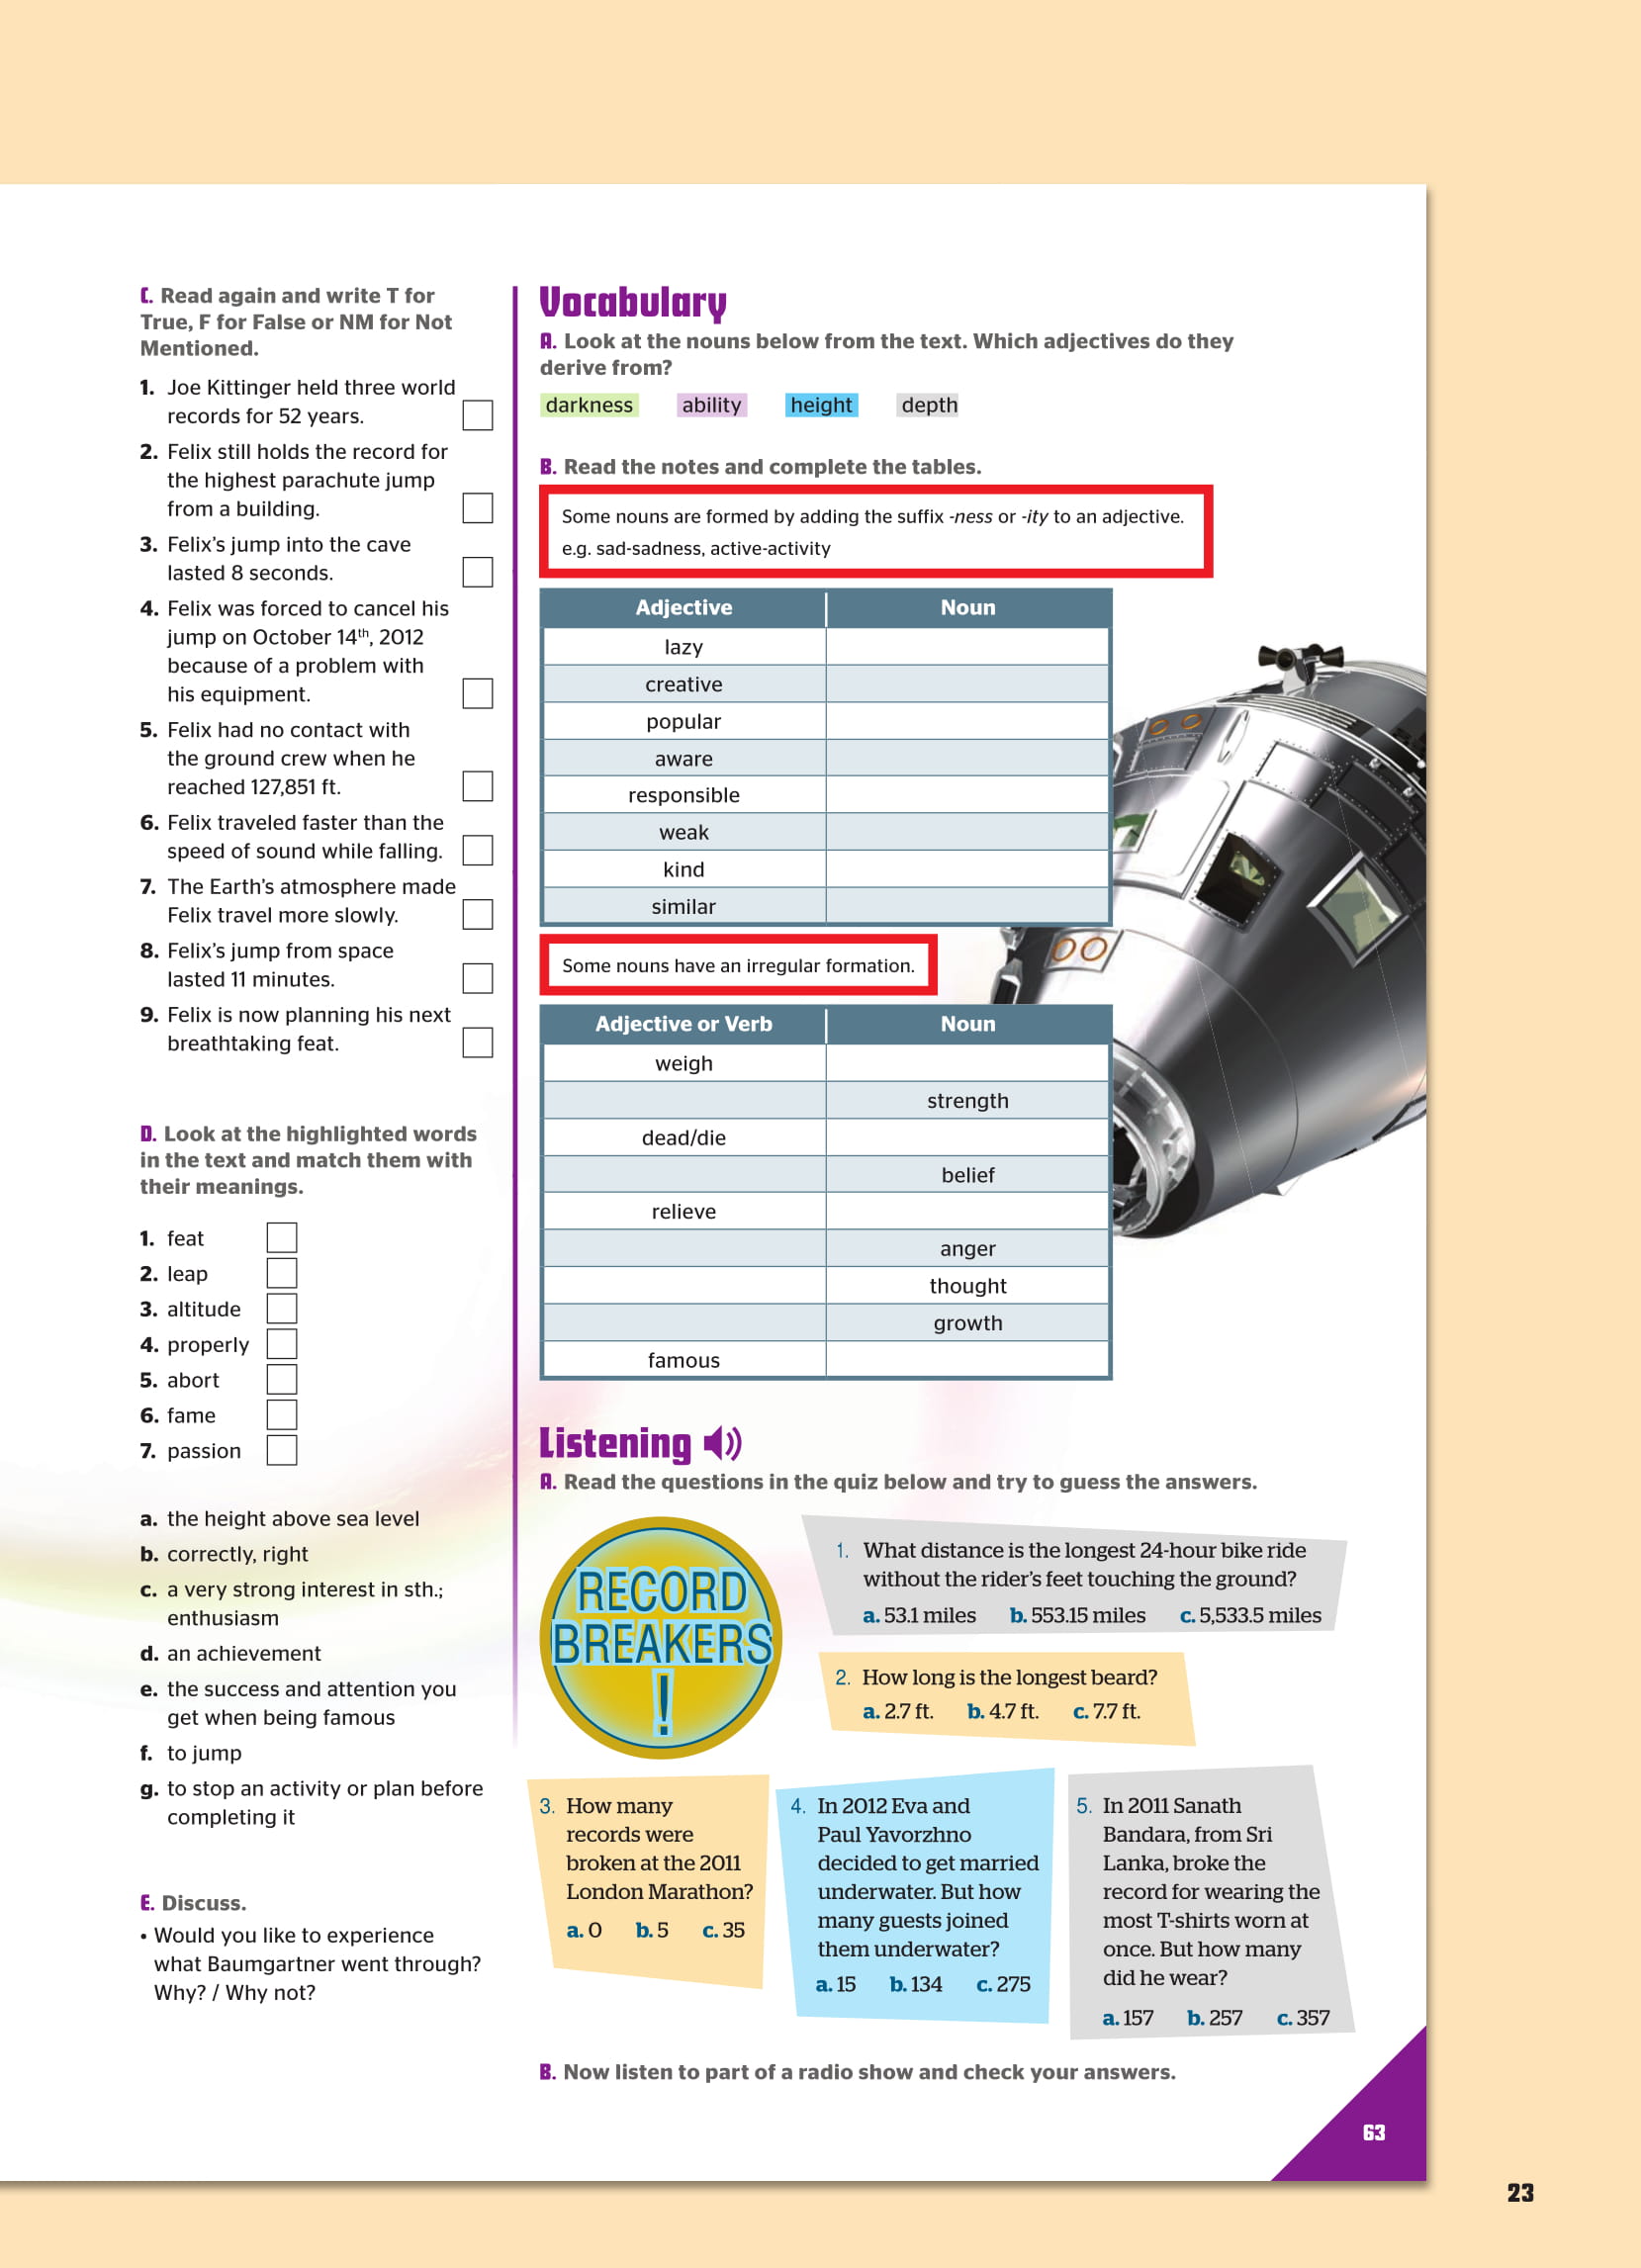 C. Read again and write T for
True, F for False or NM for Not
Mentioned.
1. Joe Kittinger held three world
records for 52 years.
2. Felix still holds the record for
the highest parachute jump
from a building.
3. Felix’s jump into the cave
lasted 8 seconds.
4. Felix was forced to cancel his
jump on October 14th, 2012
because of a problem with
his equipment.
5. Felix had no contact with
the ground crew when he
reached 127,851 ft.
6. Felix traveled faster than the
speed of sound while falling.
7. The Earth’s atmosphere made
Felix travel more slowly.
8. Felix’s jump from space
lasted 11 minutes.
9. Felix is now planning his next
breathtaking feat.
D. Look at the highlighted words
in the text and match them with
their meanings.
1. feat
2. leap
3. altitude
4. properly
5. abort
6. fame
7. passion
a. the height above sea level
b. correctly, right
c. a very strong interest in sth.;
enthusiasm
d. an achievement
e. the success and attention you
get when being famous
f. to jump
g. to stop an activity or plan before
completing it
E. Discuss.
• Would you like to experience
what Baumgartner went through?
Why? / Why not?
Vocabulary
A. Look at the nouns below from the text. Which adjectives do they
derive from?
darkness ability height depth
B. Read the notes and complete the tables.
Some nouns are formed by adding the suffix -ness or -ity to an adjective.
e.g. sad-sadness, active-activity
Adjective Noun
lazy
creative
popular
aware
responsible
weak
kind
similar
Some nouns have an irregular formation.
Adjective or Verb Noun
weigh
strength
dead/die
belief
relieve
anger
thought
growth
famous
Listening
A. Read the questions in the quiz below and try to guess the answers.
RECORD
BREAKERS
!
1. What distance is the longest 24-hour bike ride
without the rider’s feet touching the ground?
a. 53.1 miles b. 553.15 miles c. 5,533.5 miles
2. How long is the longest beard?
a. 2.7 ft. b. 4.7 ft. c. 7.7 ft.
3. How many
records were
broken at the 2011
London Marathon?
a. 0 b. 5 c. 35
4. In 2012 Eva and
Paul Yavorzhno
decided to get married
underwater. But how
many guests joined
them underwater?
a. 15 b. 134 c. 275
5. In 2011 Sanath
Bandara, from Sri
Lanka, broke the
record for wearing the
most T-shirts worn at
once. But how many
did he wear?
a. 157 b. 257 c. 357
B. Now listen to part of a radio show and check your answers.
63
23